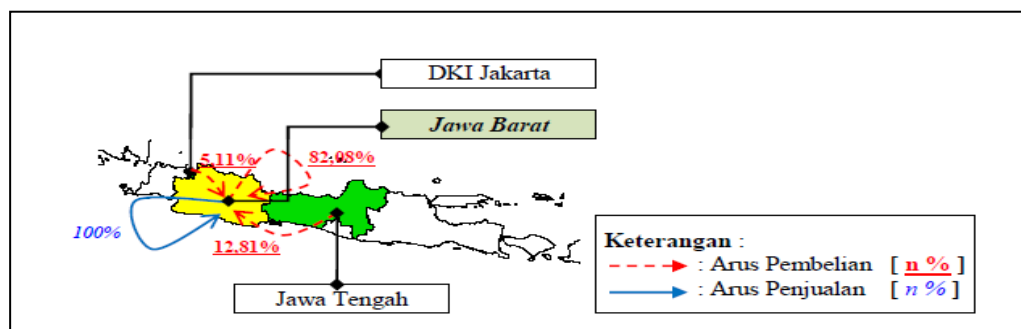 DKI Jakarta
Jawa Barat
5,11%
82,08%
100%
12,81%
Jawa Tengah
Keterangan :
: Arus Pembelian [ n % ]
: Arus Penjualan [ n % ]